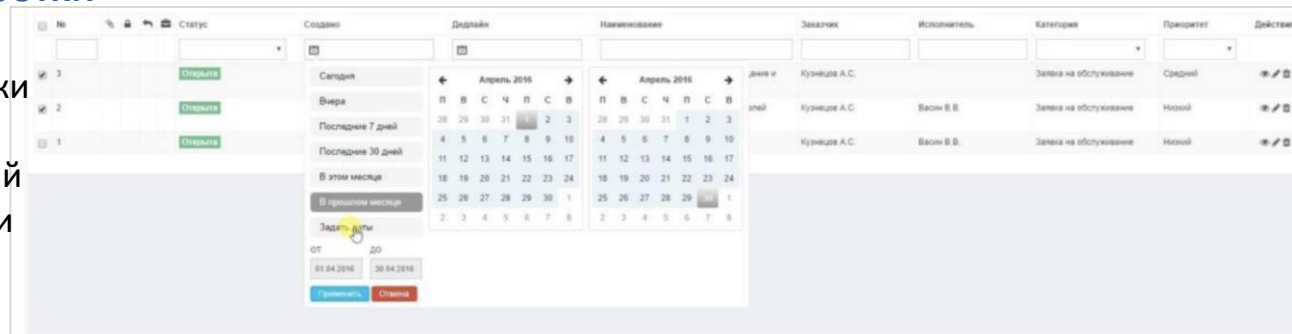 № Статус Создано Дедлайн Наименование Заказчик Исполнитель Категория Приоритет Действия
ки
3 Открыта и Кузнецов А.С. Заявка на обслуживание Средний
2 Открыта Кузнецов А.С. Васин В.В. Заявка на обслуживание Низкий
1 Открыта Кузнецов А.С. Васин В.В. Заявка на обслуживание Низкий
й
и
Сегодня
Вчера
Последние 7 дней
Последние 30 дней
В этом месяце
В прошлом месяце
Задать даты
от до
01.04.2016 30.04.2016
Применить Отмена
Апрель 2016
П В С Ч П С В
28 29 30 31 1 2 3
4 5 6 7 8 9 10
11 12 13 14 15 16 17
18 19 20 21 22 23 24
25 26 27 28 29 30 1
2 3 4 5 6 7 8
Апрель 2016
П В С Ч П С В
28 29 30 31 1 2 3
4 5 6 7 8 9 10
11 12 13 14 15 16 17
18 19 20 21 22 23 24
25 26 27 28 29 30 1
2 3 4 5 6 7 8